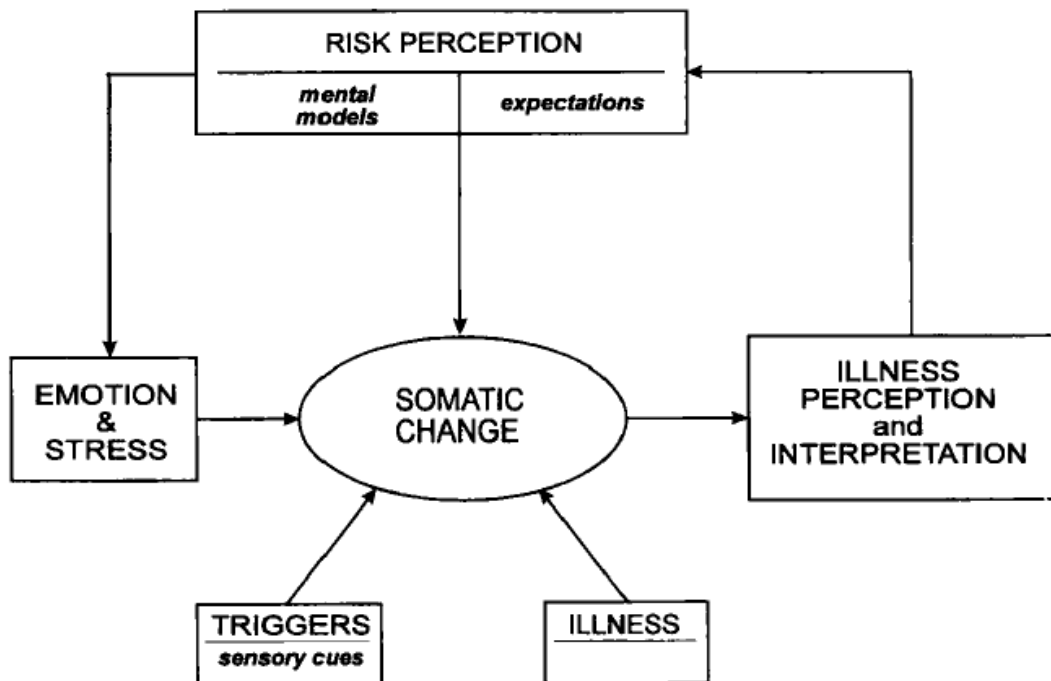 RISK PERCEPTION
mental
models
expectations
EMOTION
&
STRESS
SOMATIC
CHANGE
ILLNESS
PERCEPTION
and
INTERPRETATION
TRIGGERS
sensory cues
ILLNESS